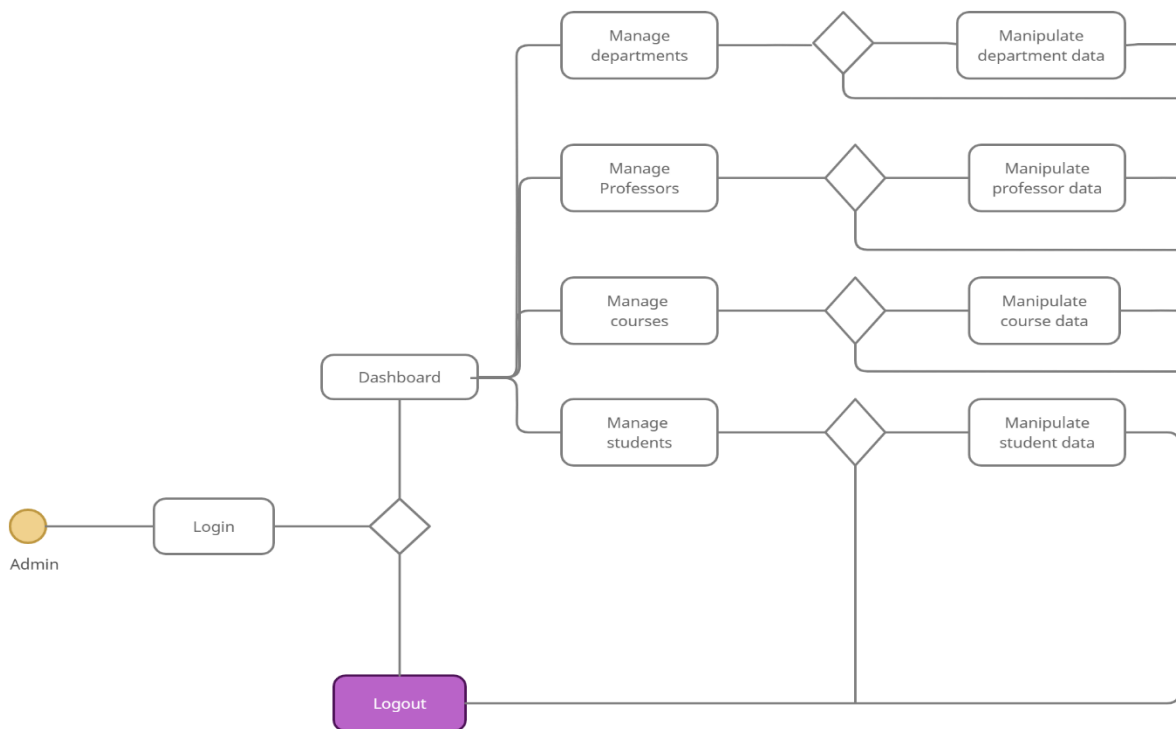 Manage
departments
Manipulate
department data
Manage
Professors
Manipulate
professor data
Manage
courses
Manipulate
course data
Dashboard
Manage
students
Manipulate
student data
Login
Admin
Logout